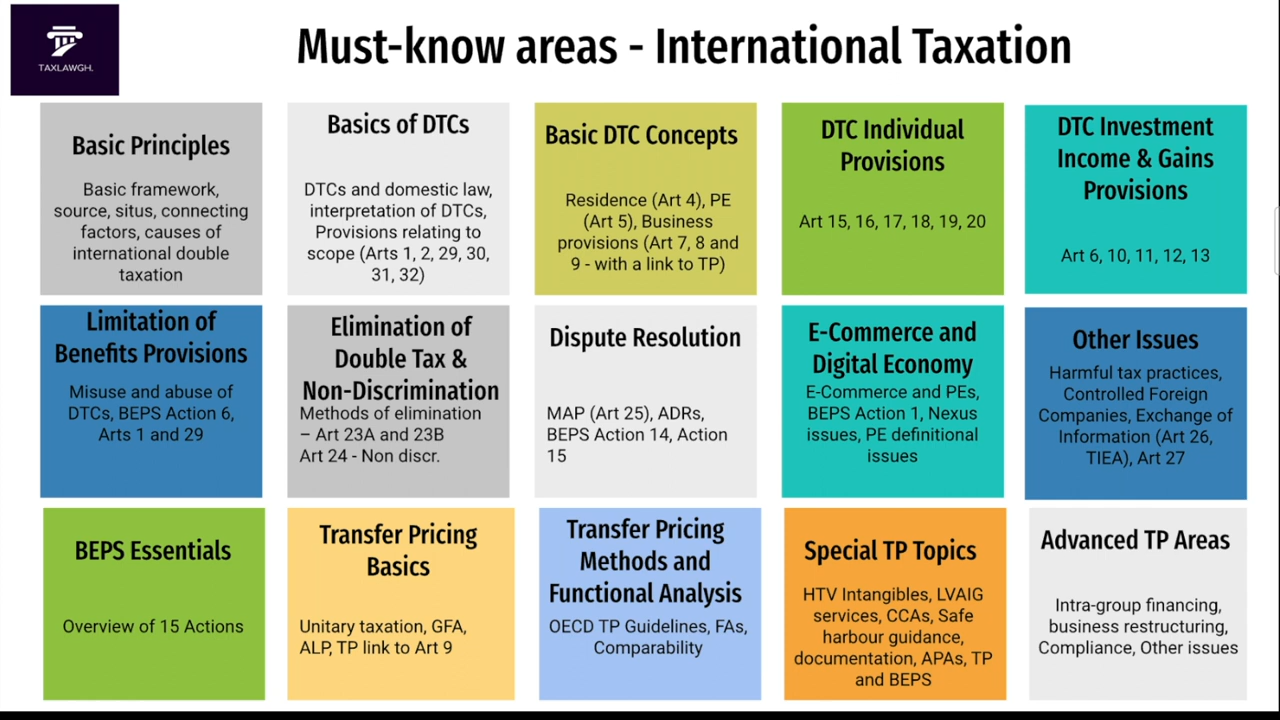 TAXLAWGH.
Must-know areas - International Taxation
Basic Principles
Basic framework,
source, situs, connecting
factors, causes of
international double
taxation
Basics of DTCs
DTCs and domestic law,
interpretation of DTCs,
Provisions relating to
scope (Arts 1, 2, 29, 30,
31, 32)
Basic DTC Concepts
Residence (Art 4), PE
(Art 5), Business
provisions (Art 7, 8 and
9 - with a link to TP)
DTC Individual
Provisions
Art 15, 16, 17, 18, 19, 20
DTC Investment
Income & Gains
Provisions
Art 6, 10, 11, 12, 13
Limitation of
Benefits Provisions
Misuse and abuse of
DTCs, BEPS Action 6,
Arts 1 and 29
Elimination of
Double Tax &
Non-Discrimination
Methods of elimination
– Art 23A and 23B
Art 24 - Non discr.
Dispute Resolution
MAP (Art 25), ADRs,
BEPS Action 14, Action
15
E-Commerce and
Digital Economy
E-Commerce and PEs,
BEPS Action 1, Nexus
issues, PE definitional
issues
Other Issues
Harmful tax practices,
Controlled Foreign
Companies, Exchange of
Information (Art 26,
TIEA), Art 27
BEPS Essentials
Overview of 15 Actions
Transfer Pricing
Basics
Unitary taxation, GFA,
ALP, TP link to Art 9
Transfer Pricing
Methods and
Functional Analysis
OECD TP Guidelines, FAs,
Comparability
Special TP Topics
HTV Intangibles, LVAIG
services, CCAs, Safe
harbour guidance,
documentation, APAs, TP
and BEPS
Advanced TP Areas
Intra-group financing,
business restructuring,
Compliance, Other issues